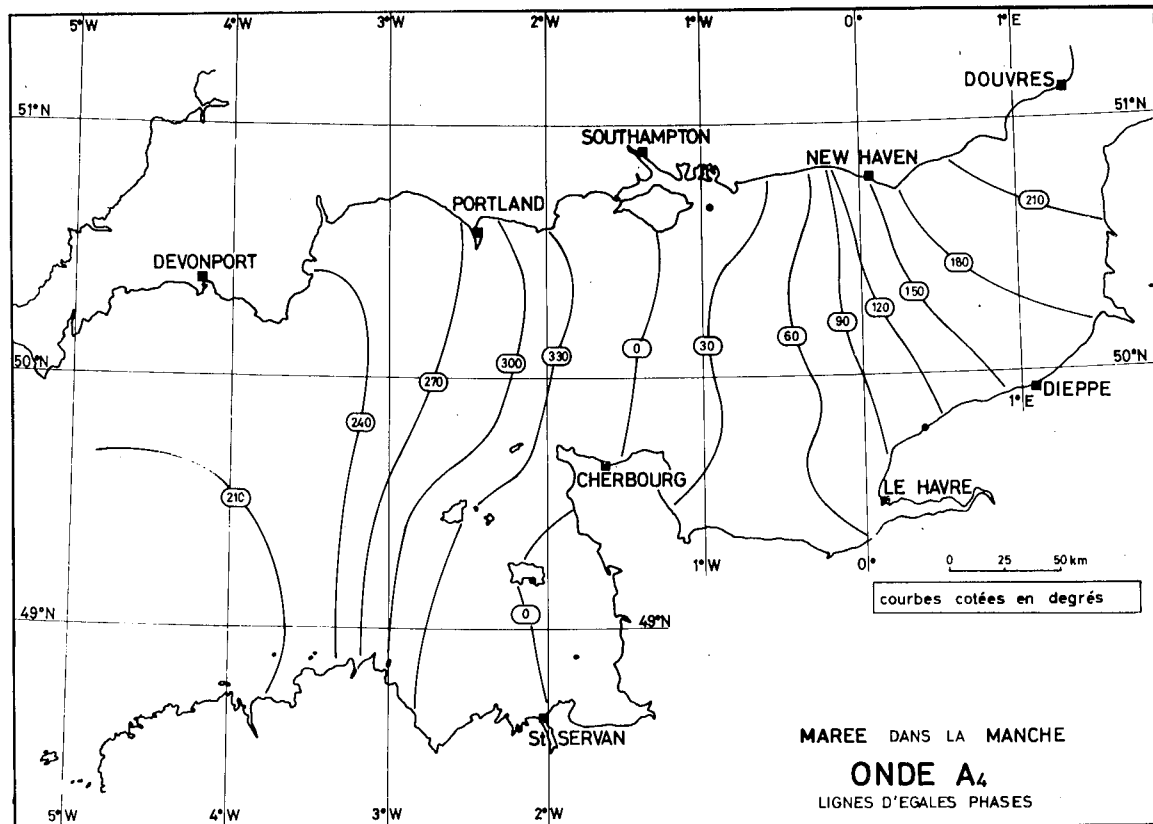 5°W 4°W 3°W 2°W 1°W 0° 1°E
DOUVRES
51°N 51°N
SOUTHAMPTON
NEW HAVEN
PORTLAND
210
DEVONPORT
180
150
120
90
60
30
0
330
300
270
240
50°N 50°N
DIEPPE
1°E
CHERBOURG
LE HAVRE
210
1°W 0°
0 25 50 km
courbes cotées en degrés
49°N 49°N
0
St SERVAN
MAREE DANS LA MANCHE
ONDE A4
LIGNES D'EGALES PHASES
5°W 4°W 3°W 2°W